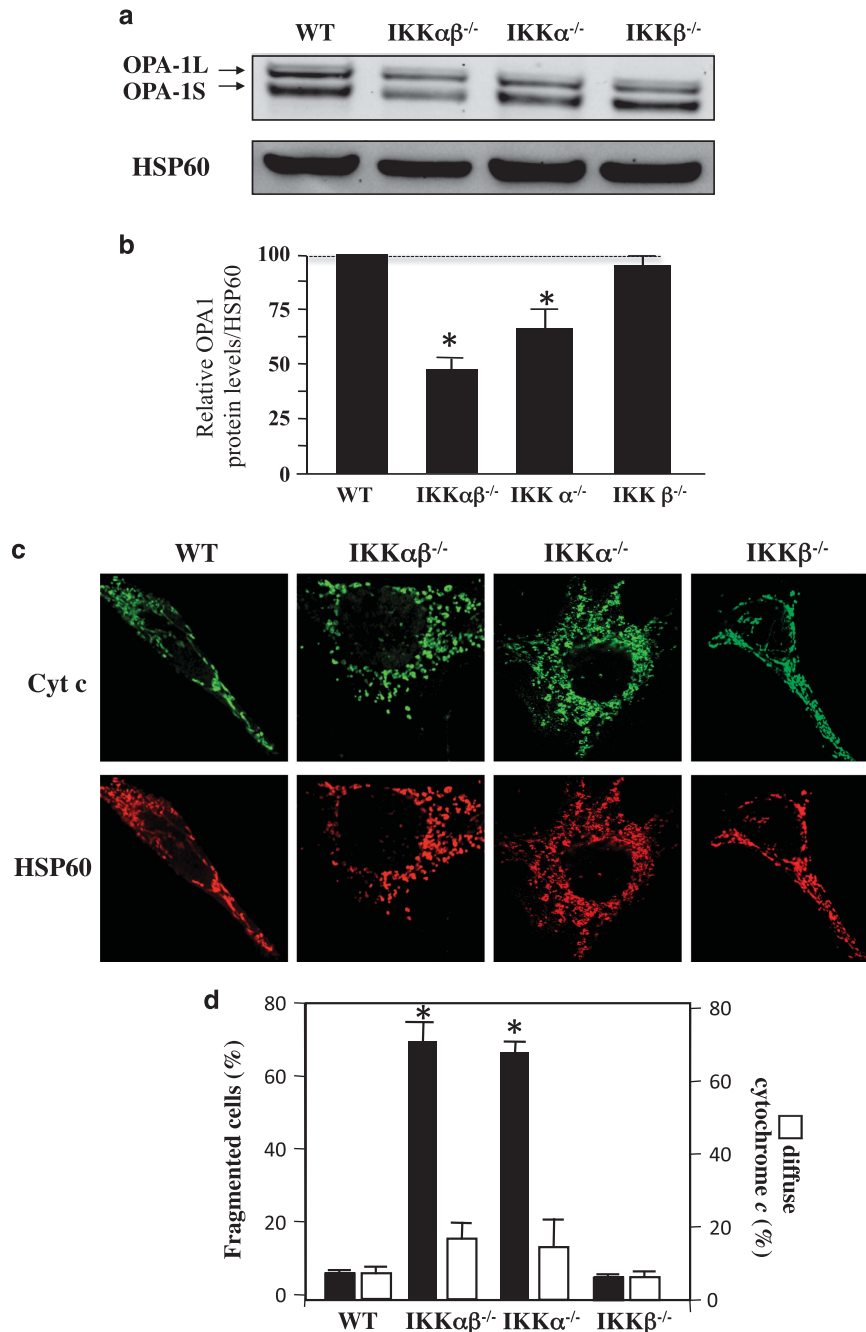 a
WT IKKαβ-/- IKKα-/- IKKβ-/-
OPA-1L
OPA-1S
HSP60
b
Relative OPA1
protein levels/HSP60
100
75
50
25
0
*
*
WT IKKαβ-/- IKK α-/- IKK β-/-
c
WT IKKαβ-/- IKKα-/- IKKβ-/-
Cyt c
HSP60
d
Fragmented cells (%)
80
60
40
20
0
*
*
80
60
40
20
0
diffuse
cytochrome c (%)
WT IKKαβ-/- IKKα-/- IKKβ-/-